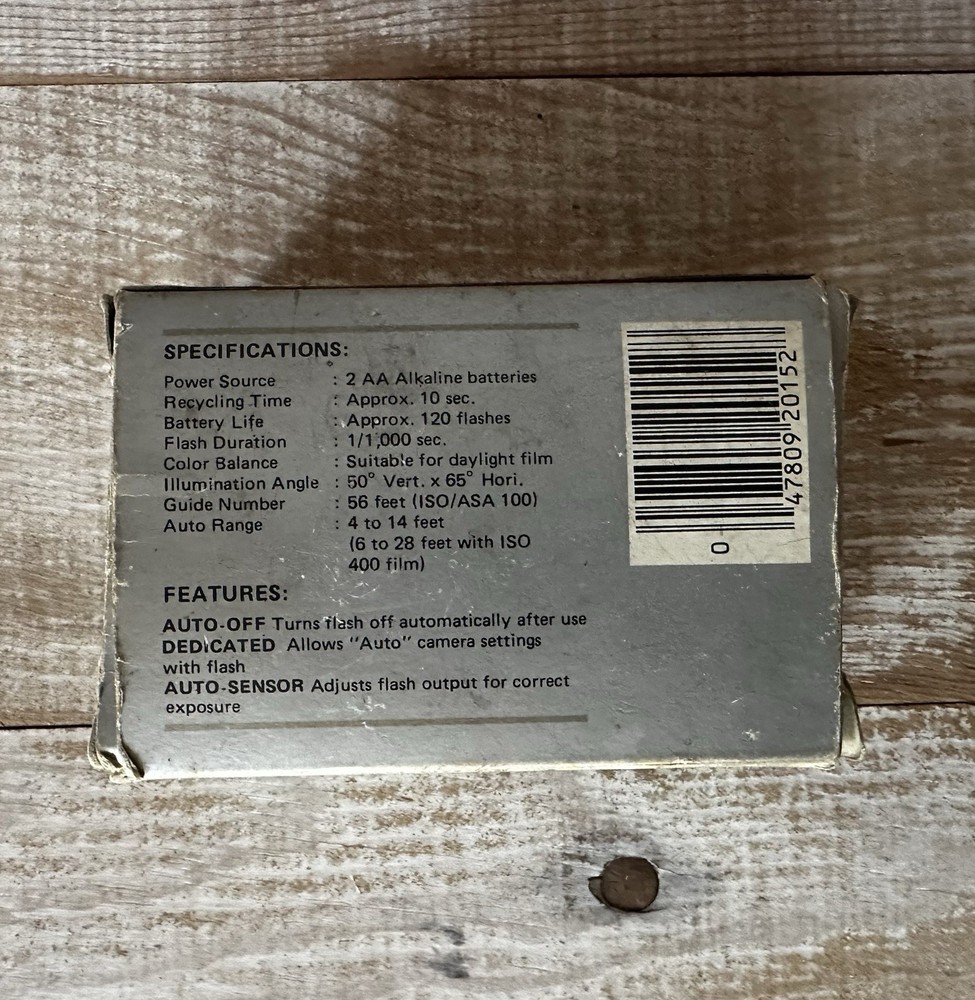 SPECIFICATIONS:
Power Source : 2 AA Alkaline batteries
Recycling Time : Approx. 10 sec.
Battery Life : Approx. 120 flashes
Flash Duration : 1/1,000 sec.
Color Balance : Suitable for daylight film
Illumination Angle : 50° Vert. x 65° Hori.
Guide Number : 56 feet (ISO/ASA 100)
Auto Range : 4 to 14 feet
(6 to 28 feet with ISO
400 film)
FEATURES:
AUTO-OFF Turns flash off automatically after use
DEDICATED Allows "Auto" camera settings
with flash
AUTO-SENSOR Adjusts flash output for correct
exposure
0 47809 20152